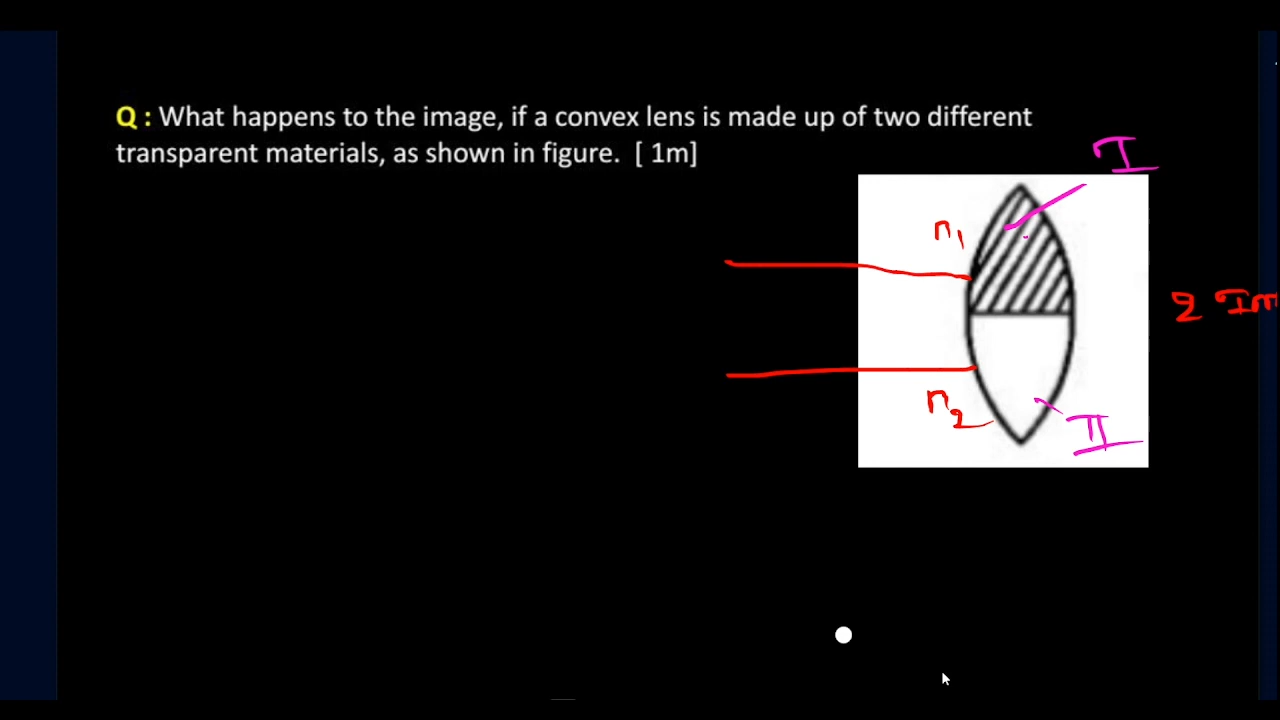 Q : What happens to the image, if a convex lens is made up of two different
transparent materials, as shown in figure. [ 1m]
I
n1
2 Im
n2
II